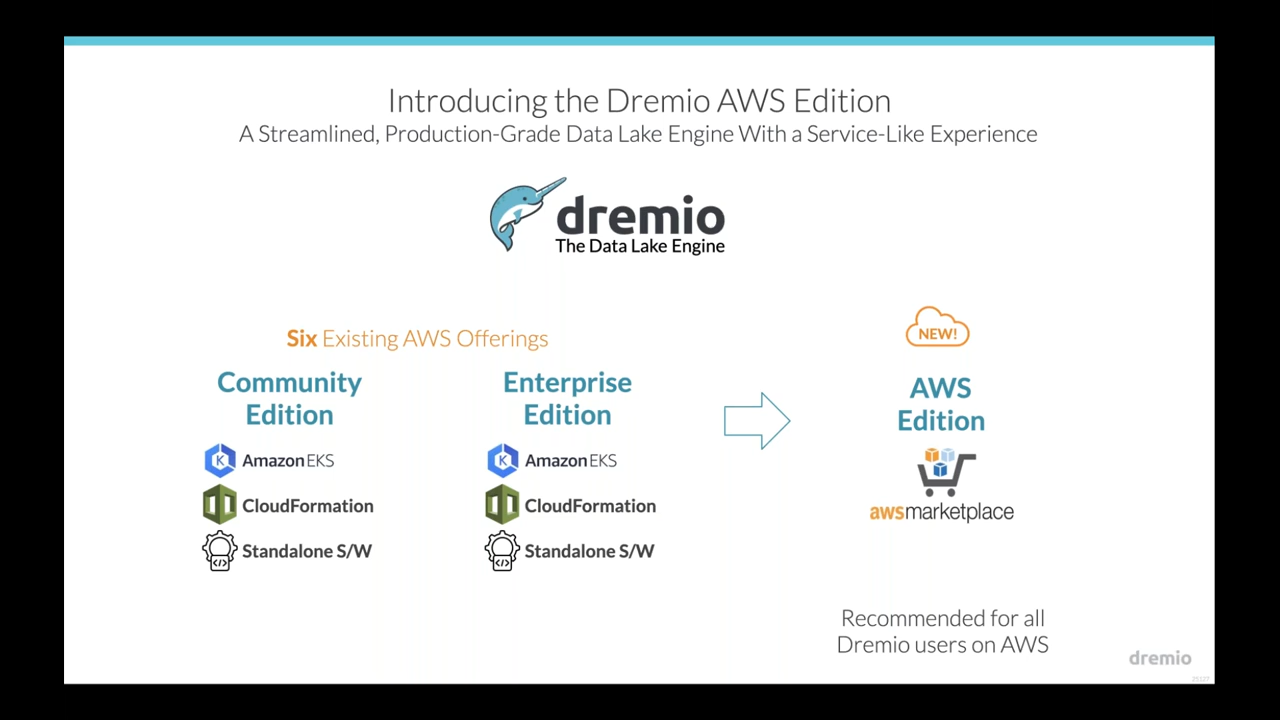 Introducing the Dremio AWS Edition
A Streamlined, Production-Grade Data Lake Engine With a Service-Like Experience
dremio
The Data Lake Engine
Six Existing AWS Offerings
Community
Edition
Amazon EKS
CloudFormation
Standalone S/W
Enterprise
Edition
Amazon EKS
CloudFormation
Standalone S/W
NEW!
AWS
Edition
aws marketplace
Recommended for all
Dremio users on AWS
dremio